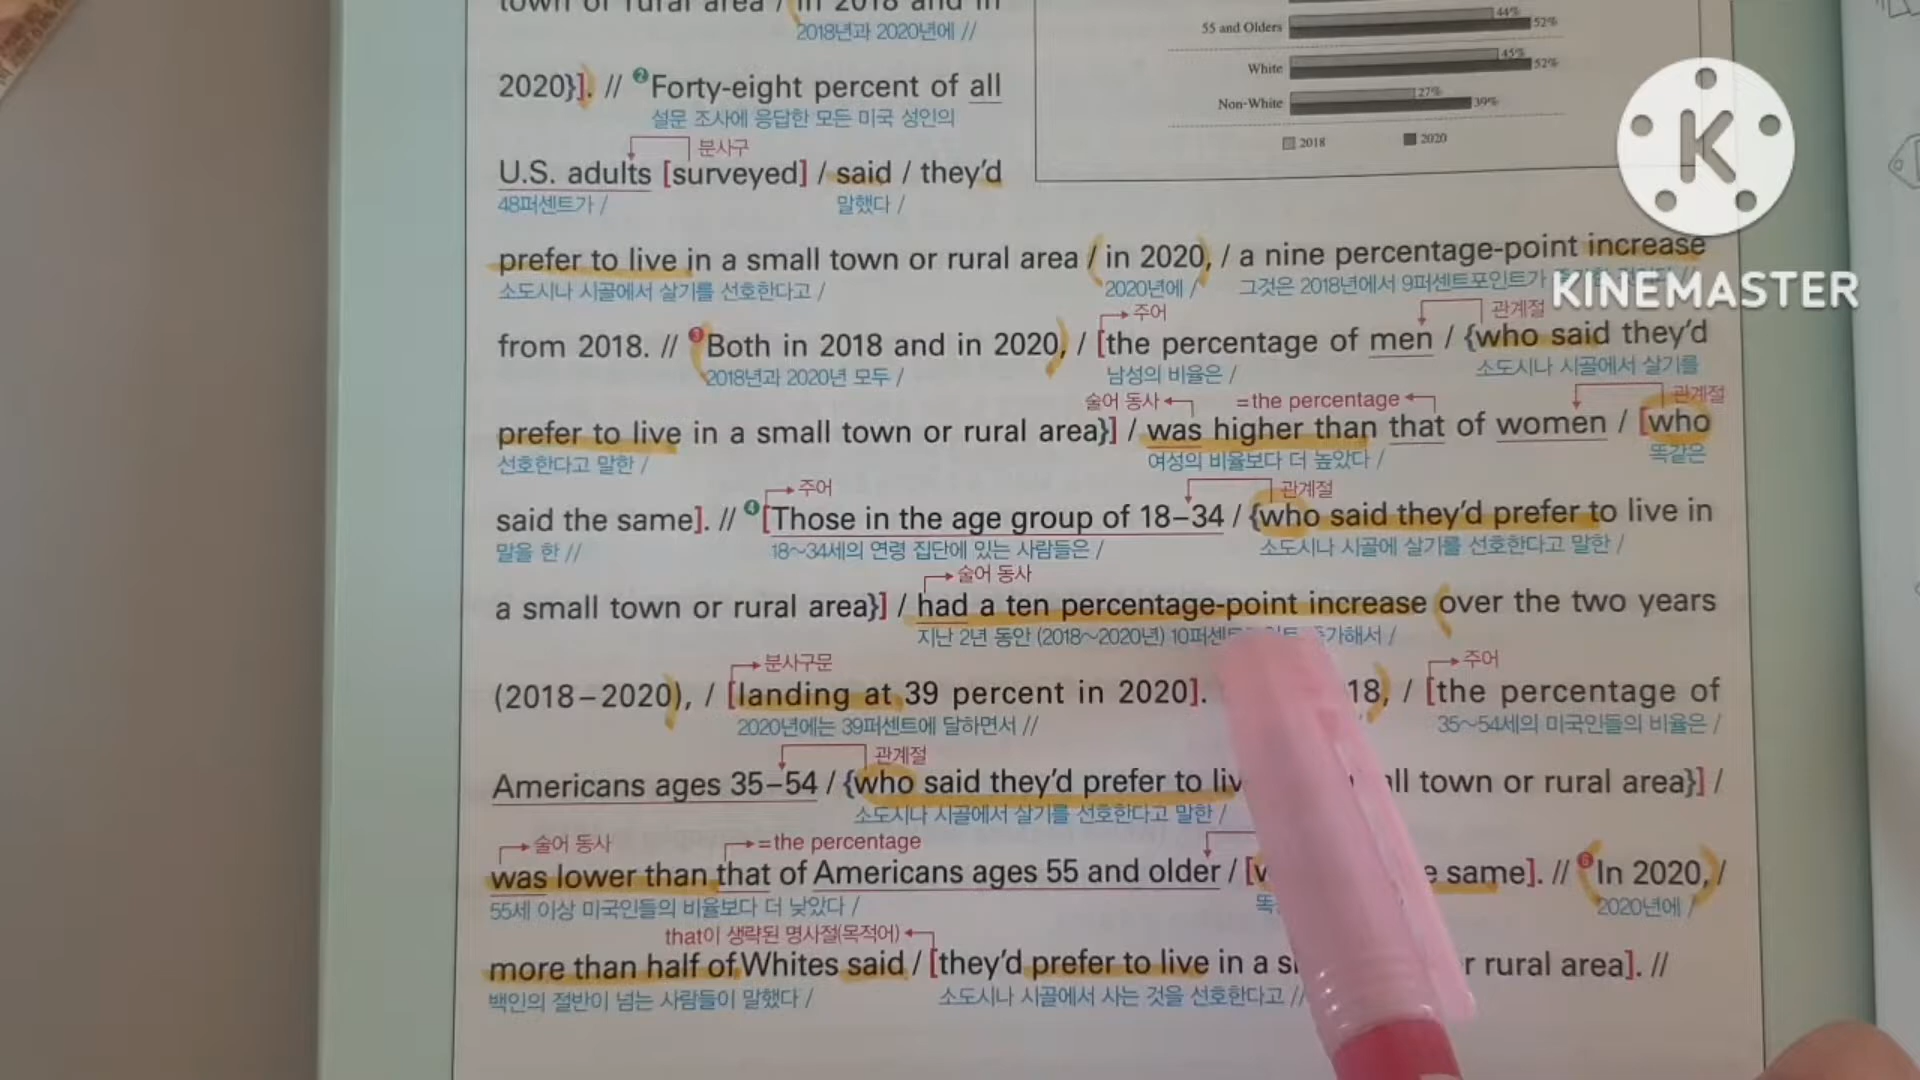 town or rural area / in 2018 and in
2018년과 2020년에 //
2020}]. // ❷Forty-eight percent of all
설문 조사에 응답한 모든 미국 성인의
분사구
U.S. adults [surveyed] / said / they'd
48퍼센트가 /
말했다 /
44%
55 and Olders
52%
45%
White
52%
27%
Non-White
39%
2018
2020
K
KINEMASTER
prefer to live in a small town or rural area / in 2020, / a nine percentage-point increase
소도시나 시골에서 살기를 선호한다고 /
2020년에 /
그것은 2018년에서 9퍼센트포인트가
주어
관계절
from 2018. // ❸Both in 2018 and in 2020, / [the percentage of men / {who said they'd
2018년과 2020년 모두 /
남성의 비율은 /
소도시나 시골에서 살기를
술어 동사
=the percentage
관계절
prefer to live in a small town or rural area}] / was higher than that of women / [who
선호한다고 말한 /
여성의 비율보다 더 높았다 /
똑같은
주어
관계절
said the same]. // ❹[Those in the age group of 18–34 / {who said they'd prefer to live in
말을 한 //
18~34세의 연령 집단에 있는 사람들은 /
소도시나 시골에 살기를 선호한다고 말한 /
술어 동사
a small town or rural area}] / had a ten percentage-point increase over the two years
지난 2년 동안 (2018~2020년) 10퍼센트 가해서 /
분사구문
주어
(2018–2020), / [landing at 39 percent in 2020]. 18, / [the percentage of
2020년에는 39퍼센트에 달하면서 //
35~54세의 미국인들의 비율은 /
관계절
Americans ages 35–54 / {who said they'd prefer to liv all town or rural area}] /
소도시나 시골에서 살기를 선호한다고 말한 /
술어 동사
=the percentage
was lower than that of Americans ages 55 and older / [w e same]. // ❻In 2020, /
55세 이상 미국인들의 비율보다 더 낮았다 /
똑
2020년에 /
that이 생략된 명사절(목적어)
more than half of Whites said / [they'd prefer to live in a s r rural area]. //
백인의 절반이 넘는 사람들이 말했다 /
소도시나 시골에서 사는 것을 선호한다고 //